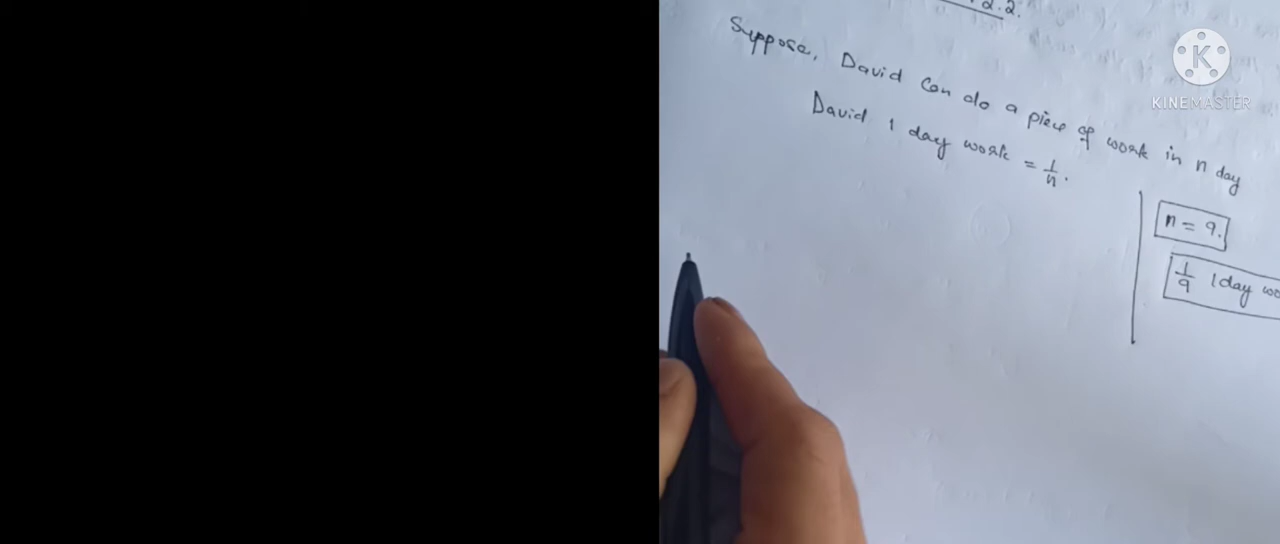 2.2.
Suppose, David can do a piece of work in n day
David 1 day work = 1/n.
n = 9.
1/9 1day wo
KINEMASTER